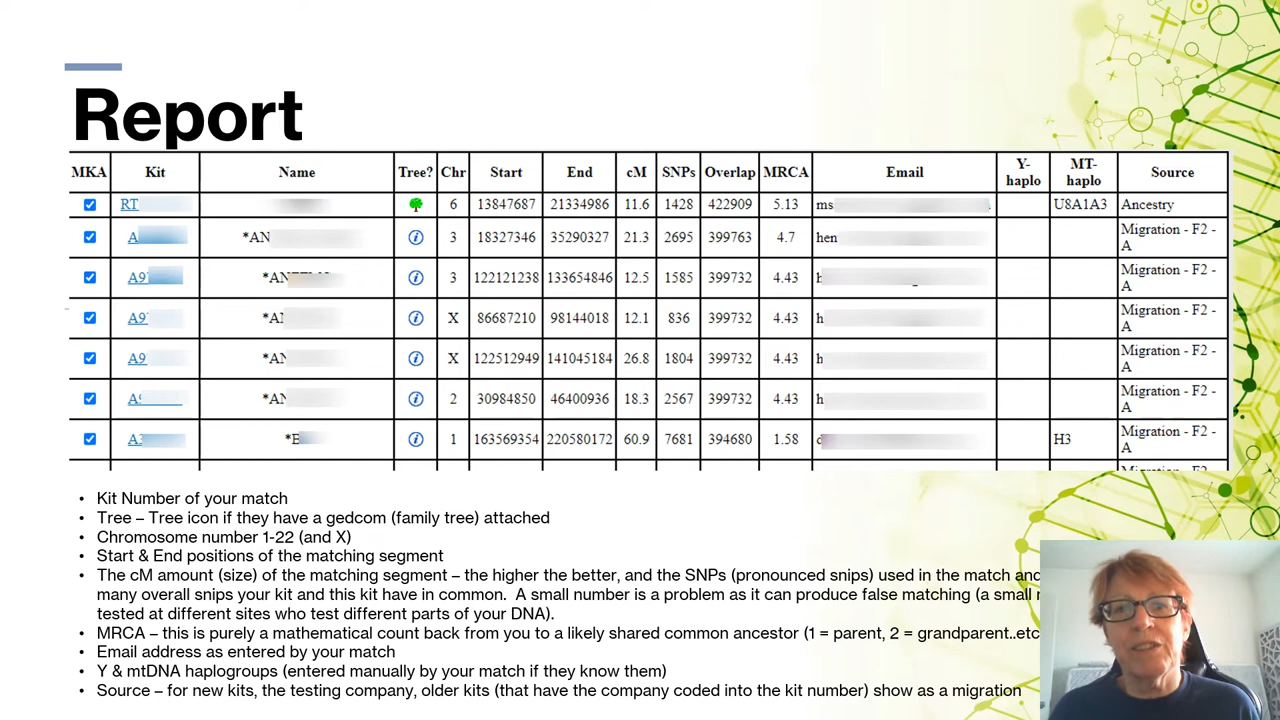 Report
MKA Kit Name Tree? Chr Start End cM SNPs Overlap MRCA Email Y-haplo MT-haplo Source
RT 6 13847687 21334986 11.6 1428 422909 5.13 ms U8A1A3 Ancestry
A *AN 3 18327346 35290327 21.3 2695 399763 4.7 hen Migration - F2 - A
A9 *AN 3 122121238 133654846 12.5 1585 399732 4.43 h Migration - F2 - A
A9 *AN X 86687210 98144018 12.1 836 399732 4.43 h Migration - F2 - A
A9 *AN X 122512949 141045184 26.8 1804 399732 4.43 h Migration - F2 - A
A *AN 2 30984850 46400936 18.3 2567 399732 4.43 h Migration - F2 - A
A *E 1 163569354 220580172 60.9 7681 394680 1.58 H3 Migration - F2 - A
• Kit Number of your match
• Tree – Tree icon if they have a gedcom (family tree) attached
• Chromosome number 1-22 (and X)
• Start & End positions of the matching segment
• The cM amount (size) of the matching segment – the higher the better, and the SNPs (pronounced snips) used in the match and
many overall snips your kit and this kit have in common. A small number is a problem as it can produce false matching (a small
tested at different sites who test different parts of your DNA).
• MRCA – this is purely a mathematical count back from you to a likely shared common ancestor (1 = parent, 2 = grandparent..etc
• Email address as entered by your match
• Y & mtDNA haplogroups (entered manually by your match if they know them)
• Source – for new kits, the testing company, older kits (that have the company coded into the kit number) show as a migration